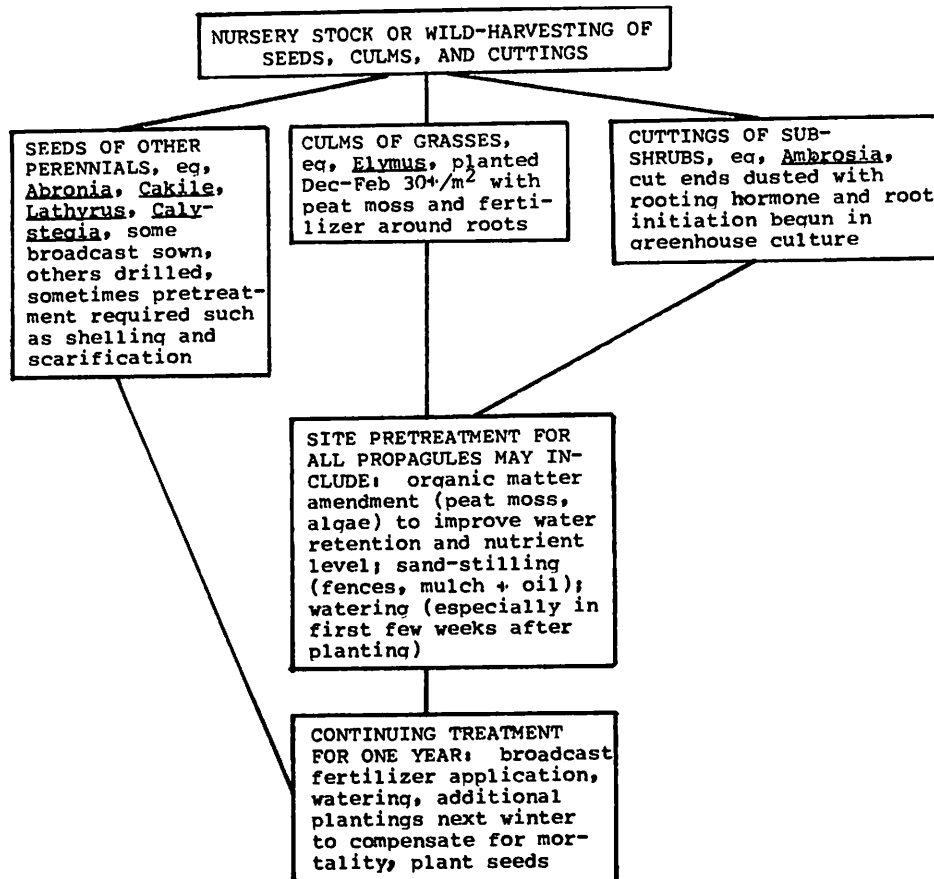 NURSERY STOCK OR WILD-HARVESTING OF
SEEDS, CULMS, AND CUTTINGS
SEEDS OF OTHER
PERENNIALS, eg,
Abronia, Cakile,
Lathyrus, Caly-
stegia, some
broadcast sown,
others drilled,
sometimes pretreat-
ment required such
as shelling and
scarification
CULMS OF GRASSES,
eg, Elymus, planted
Dec-Feb 30+/m² with
peat moss and ferti-
lizer around roots
CUTTINGS OF SUB-
SHRUBS, eg, Ambrosia,
cut ends dusted with
rooting hormone and root
initiation begun in
greenhouse culture
SITE PRETREATMENT FOR
ALL PROPAGULES MAY IN-
CLUDE: organic matter
amendment (peat moss,
algae) to improve water
retention and nutrient
level; sand-stilling
(fences, mulch + oil);
watering (especially in
first few weeks after
planting)
CONTINUING TREATMENT
FOR ONE YEAR: broadcast
fertilizer application,
watering, additional
plantings next winter
to compensate for mor-
tality, plant seeds